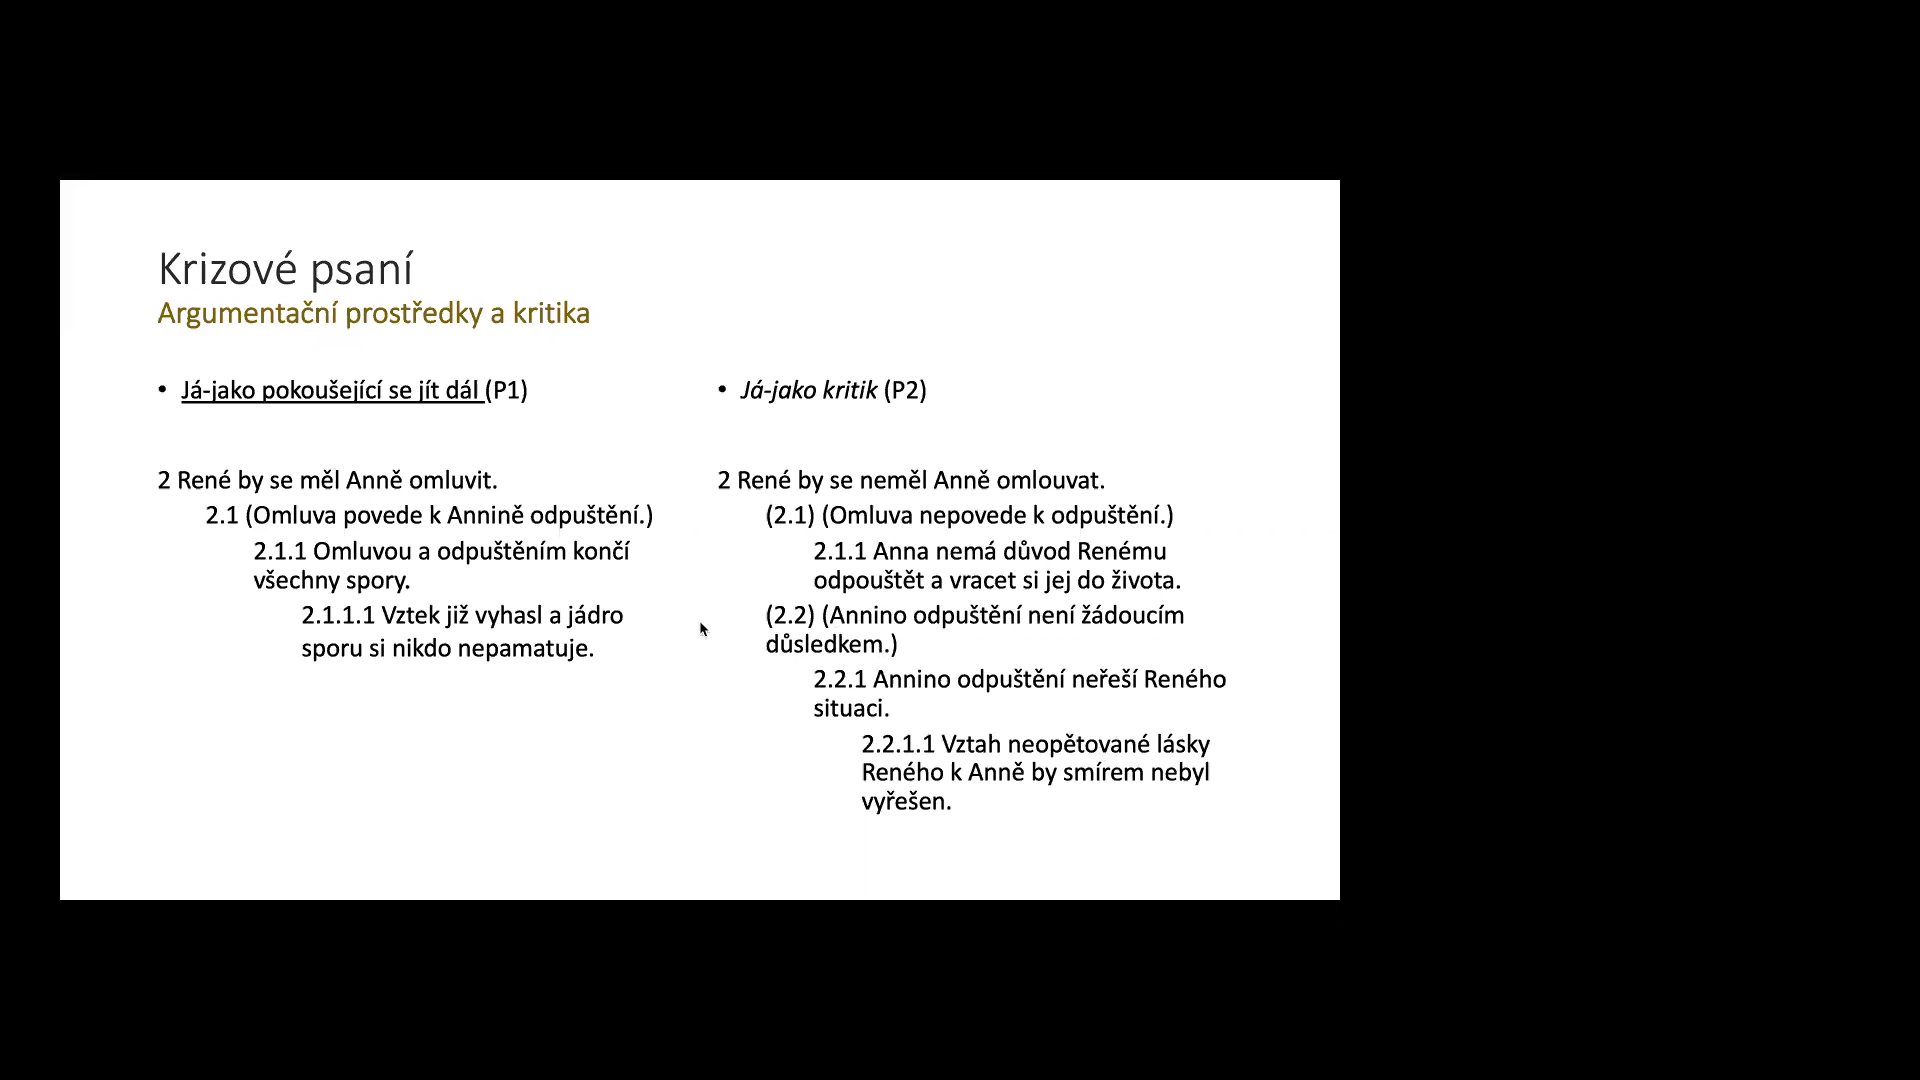 Krizové psaní
Argumentační prostředky a kritika
• Já-jako pokoušející se jít dál (P1)
2 René by se měl Anně omluvit.
2.1 (Omluva povede k Annině odpuštění.)
2.1.1 Omluvou a odpuštěním končí
všechny spory.
2.1.1.1 Vztek již vyhasl a jádro
sporu si nikdo nepamatuje.
• Já-jako kritik (P2)
2 René by se neměl Anně omlouvat.
(2.1) (Omluva nepovede k odpuštění.)
2.1.1 Anna nemá důvod Renému
odpouštět a vracet si jej do života.
(2.2) (Annino odpuštění není žádoucím
důsledkem.)
2.2.1 Annino odpuštění neřeší Reného
situaci.
2.2.1.1 Vztah neopětované lásky
Reného k Anně by smírem nebyl
vyřešen.